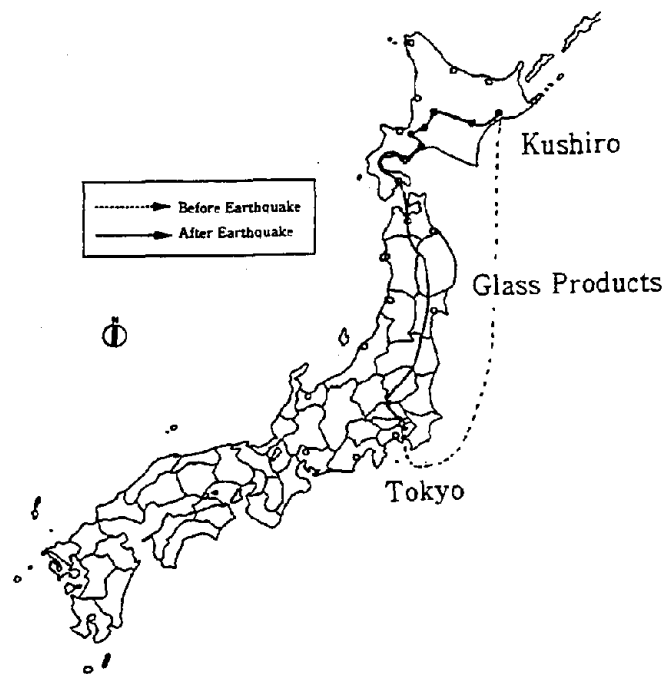 Kushiro
Before Earthquake
After Earthquake
Glass Products
N
Tokyo